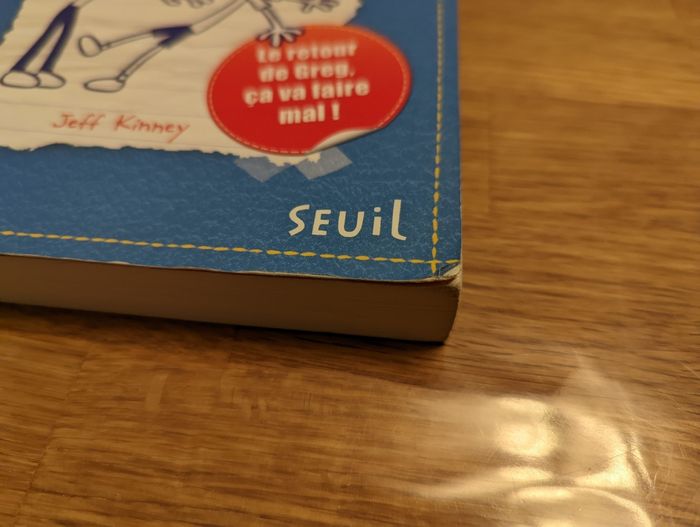 Le retour
de Greg,
ça va faire
mal !
Jeff Kinney
SEUIL